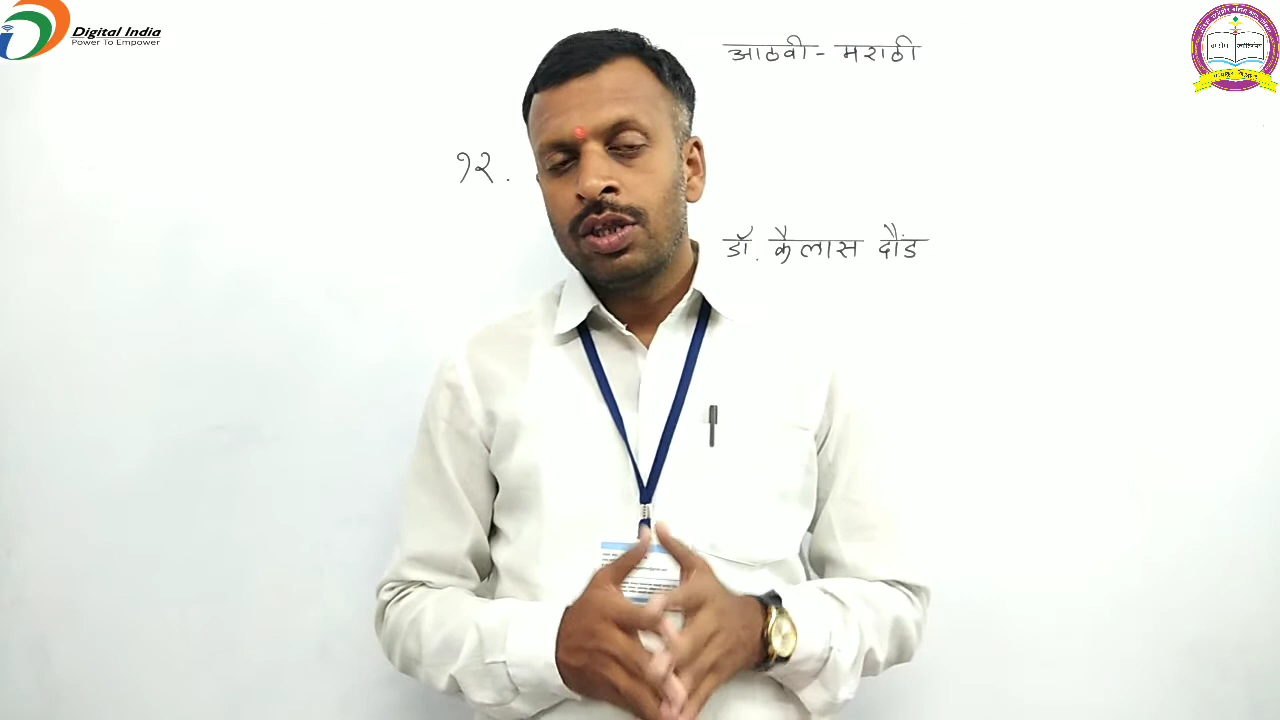 Digital India
Power To Empower
आठवी - मराठी
१२.
डॉ. कैलास दौंड